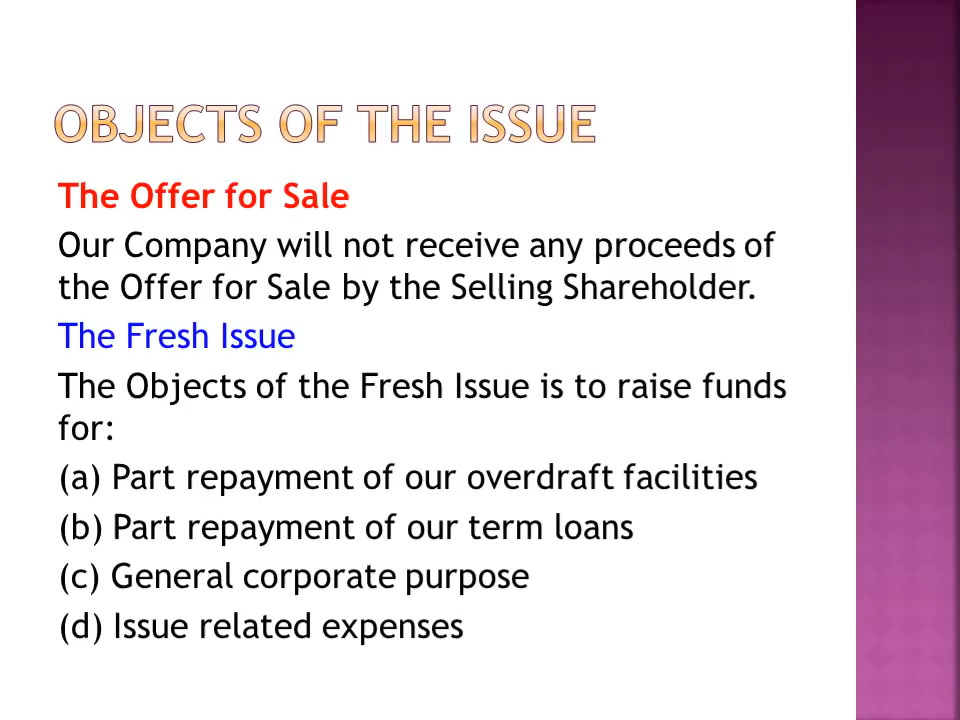 OBJECTS OF THE ISSUE
The Offer for Sale
Our Company will not receive any proceeds of
the Offer for Sale by the Selling Shareholder.
The Fresh Issue
The Objects of the Fresh Issue is to raise funds
for:
(a) Part repayment of our overdraft facilities
(b) Part repayment of our term loans
(c) General corporate purpose
(d) Issue related expenses